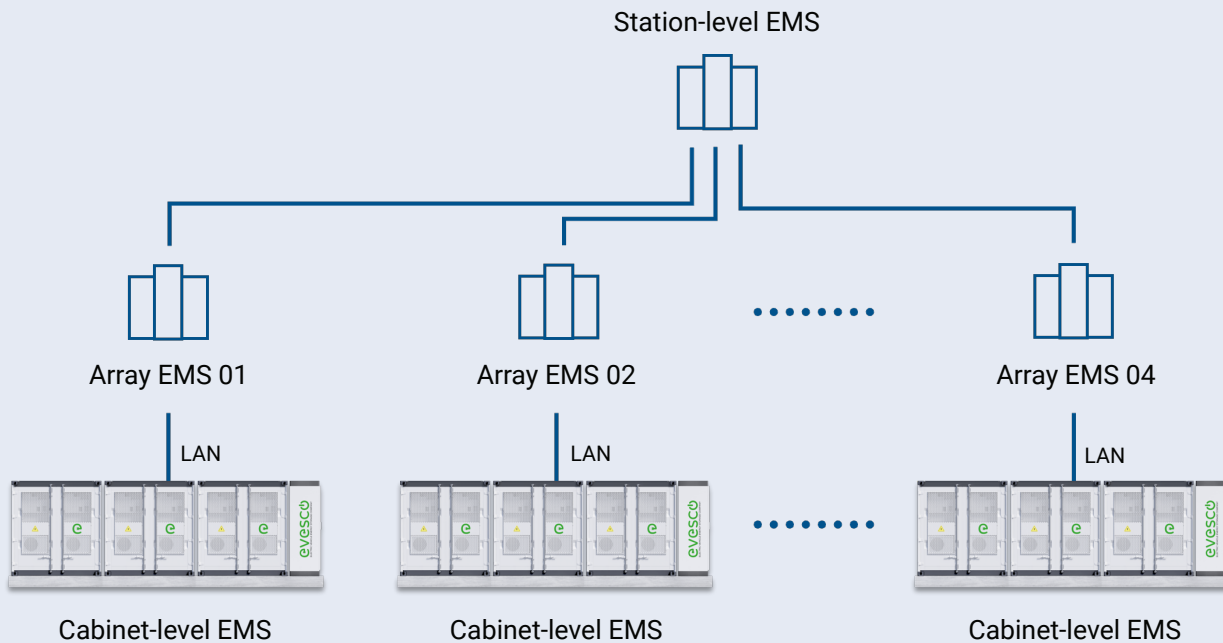 Station-level EMS
Array EMS 01
Array EMS 02
Array EMS 04
LAN
LAN
LAN
evesco
evesco
evesco
Cabinet-level EMS
Cabinet-level EMS
Cabinet-level EMS